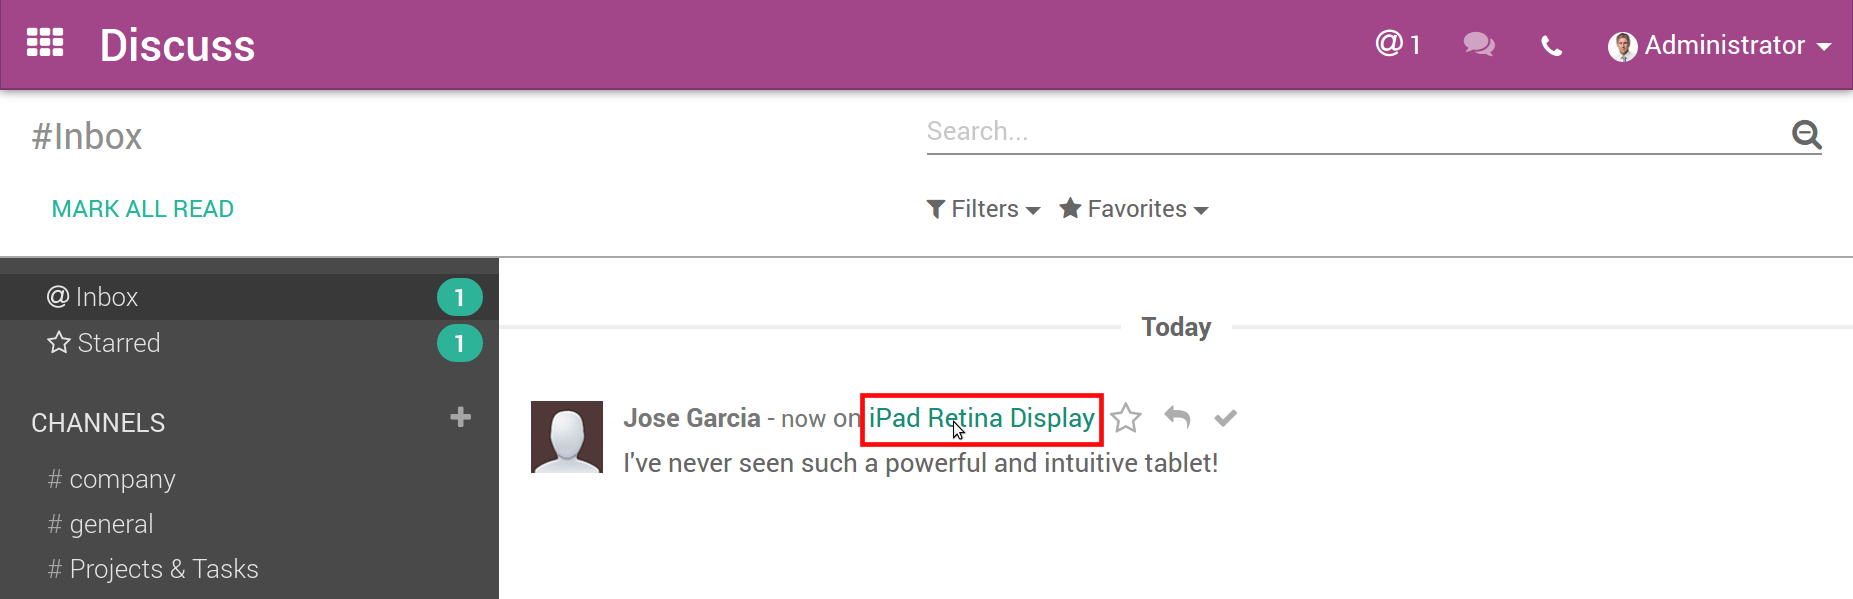 Discuss
@ 1
Administrator
#Inbox
Search...
MARK ALL READ
Filters
Favorites
@ Inbox 1
Starred 1
CHANNELS +
# company
# general
# Projects & Tasks
Today
Jose Garcia - now on iPad Retina Display
I've never seen such a powerful and intuitive tablet!